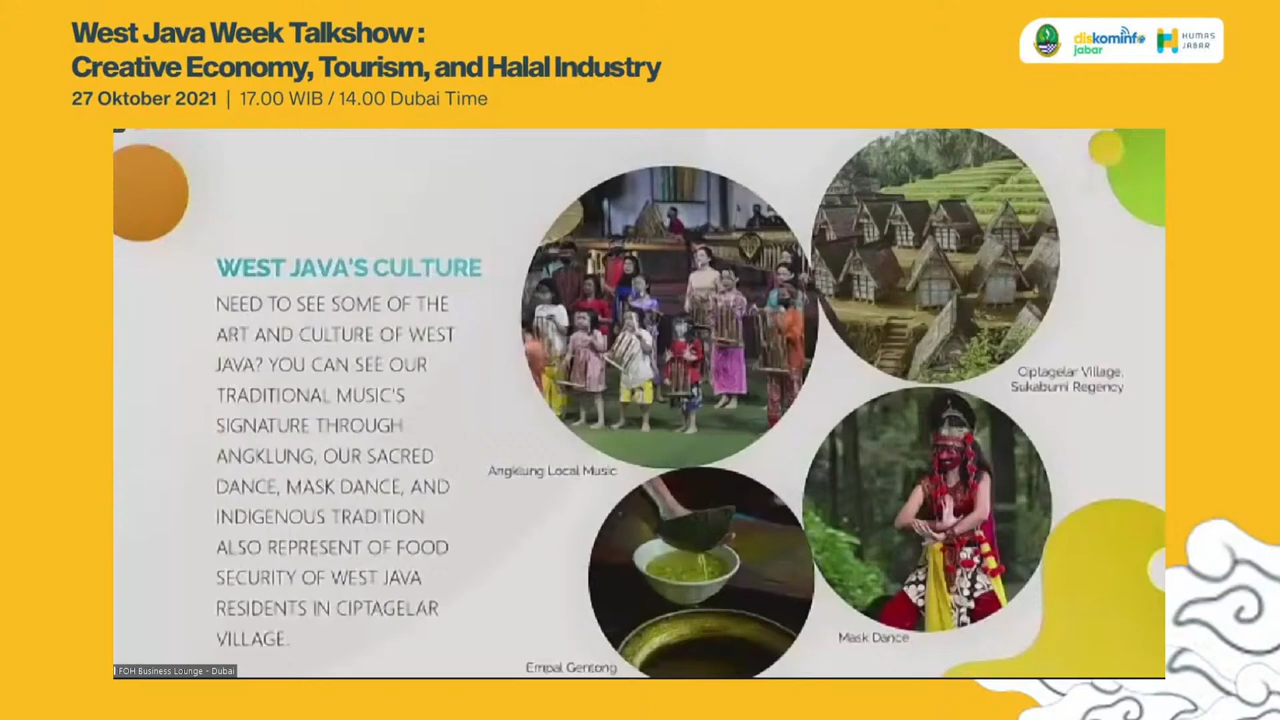 West Java Week Talkshow :
Creative Economy, Tourism, and Halal Industry
27 Oktober 2021 | 17.00 WIB / 14.00 Dubai Time
diskominfo
jabar
HUMAS
JABAR
WEST JAVA'S CULTURE
NEED TO SEE SOME OF THE
ART AND CULTURE OF WEST
JAVA? YOU CAN SEE OUR
TRADITIONAL MUSIC'S
SIGNATURE THROUGH
ANGKLUNG, OUR SACRED
DANCE, MASK DANCE, AND
INDIGENOUS TRADITION
ALSO REPRESENT OF FOOD
SECURITY OF WEST JAVA
RESIDENTS IN CIPTAGELAR
VILLAGE.
Angklung Local Music
Ciptagelar Village,
Sukabumi Regency
Empal Gentong
Mask Dance
FOH Business Lounge - Dubai